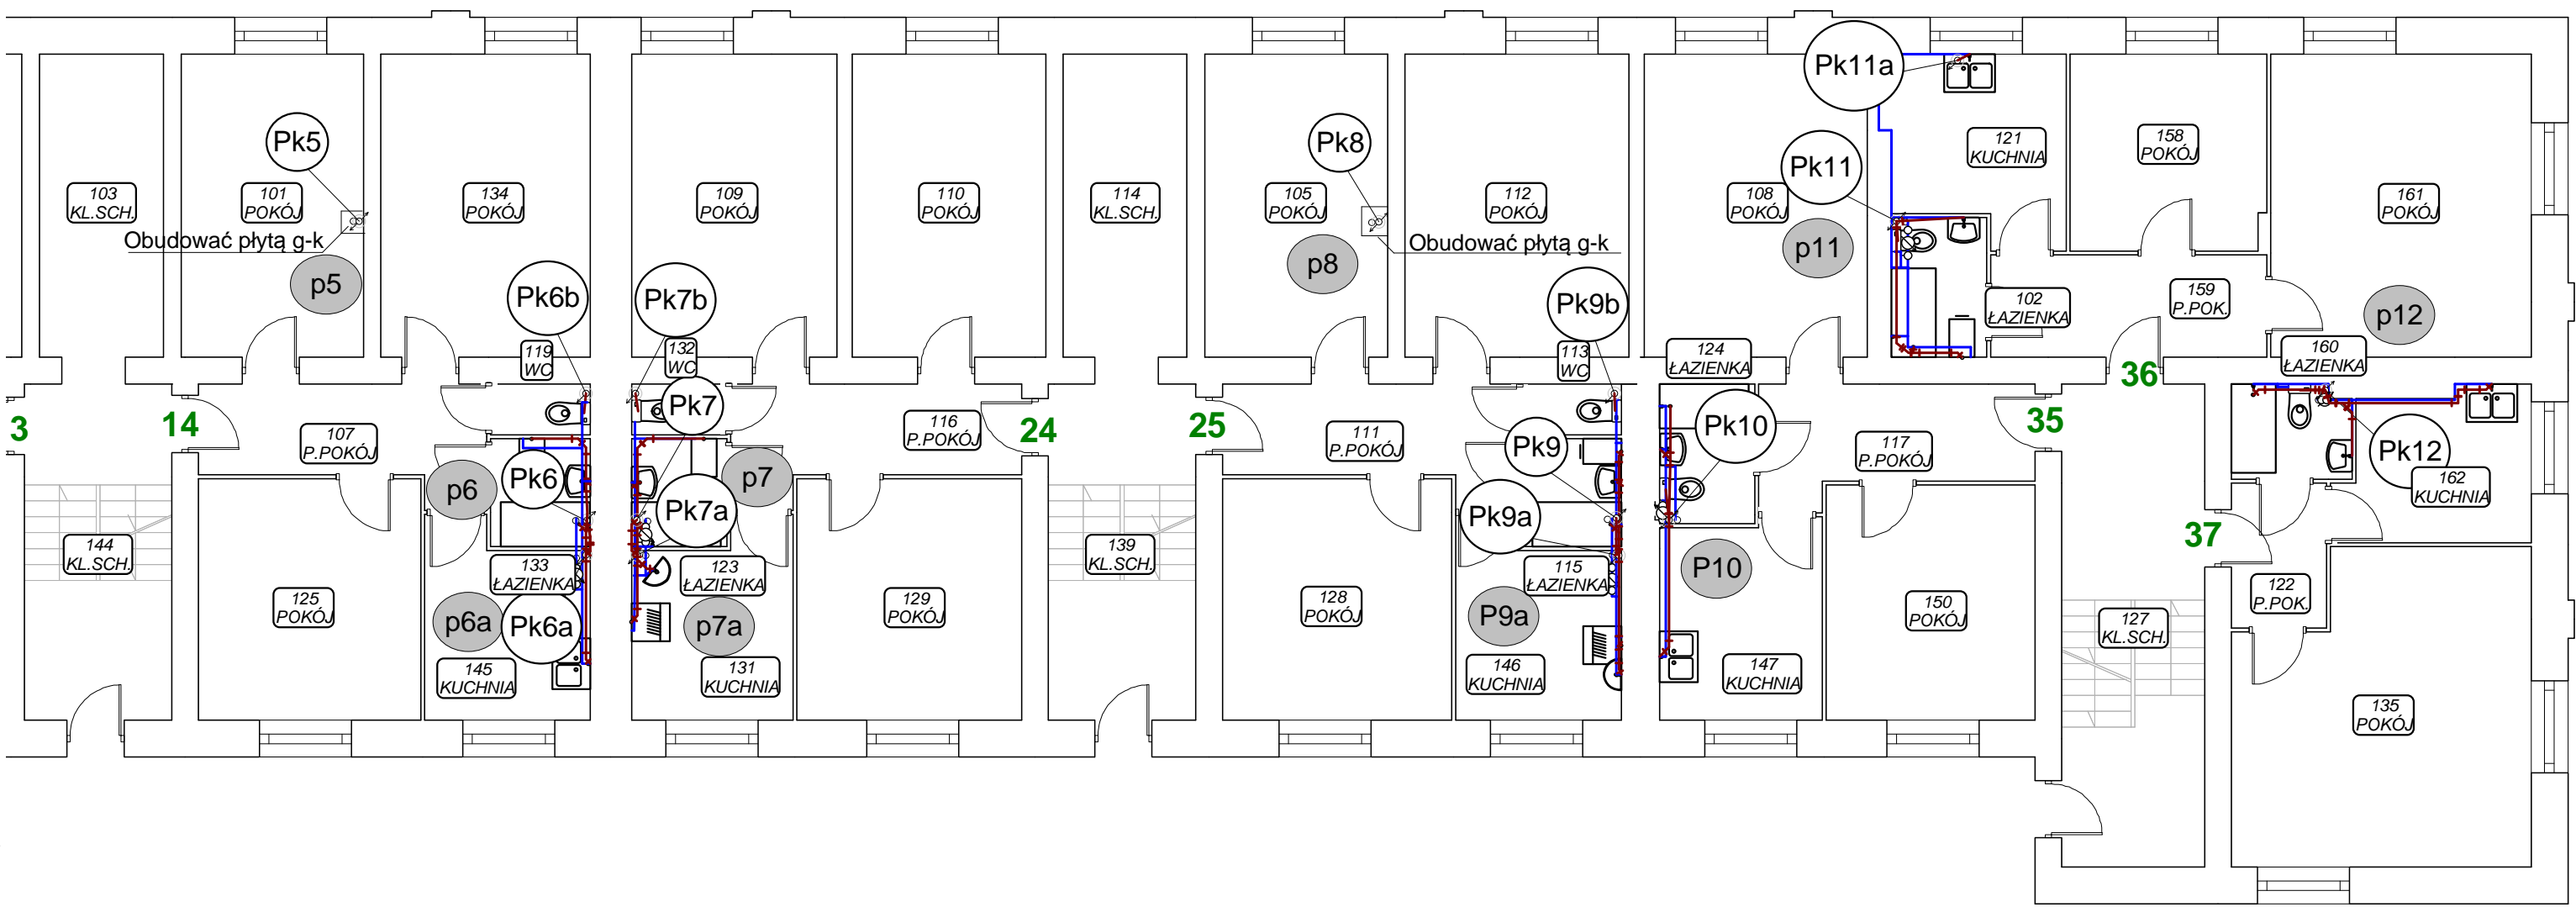 Pk11a
Pk5
Pk8
Pk11
121
KUCHNIA
158
POKÓJ
103
KL.SCH.
101
POKÓJ
134
POKÓJ
109
POKÓJ
110
POKÓJ
114
KL.SCH.
105
POKÓJ
112
POKÓJ
108
POKÓJ
161
POKÓJ
Obudować płytą g-k
Obudować płytą g-k
p5
p8
p11
Pk6b
Pk7b
Pk9b
102
ŁAZIENKA
159
P.POK.
p12
119
WC
132
WC
113
WC
124
ŁAZIENKA
160
ŁAZIENKA
36
3
14
107
P.POKÓJ
Pk7
116
P.POKÓJ
24
25
111
P.POKÓJ
Pk9
Pk10
117
P.POKÓJ
35
Pk12
162
KUCHNIA
p6
Pk6
p7
Pk7a
Pk9a
37
144
KL.SCH.
133
ŁAZIENKA
123
ŁAZIENKA
139
KL.SCH.
115
ŁAZIENKA
P10
125
POKÓJ
p6a
Pk6a
p7a
129
POKÓJ
128
POKÓJ
P9a
150
POKÓJ
127
KL.SCH.
122
P.POK.
145
KUCHNIA
131
KUCHNIA
146
KUCHNIA
147
KUCHNIA
135
POKÓJ